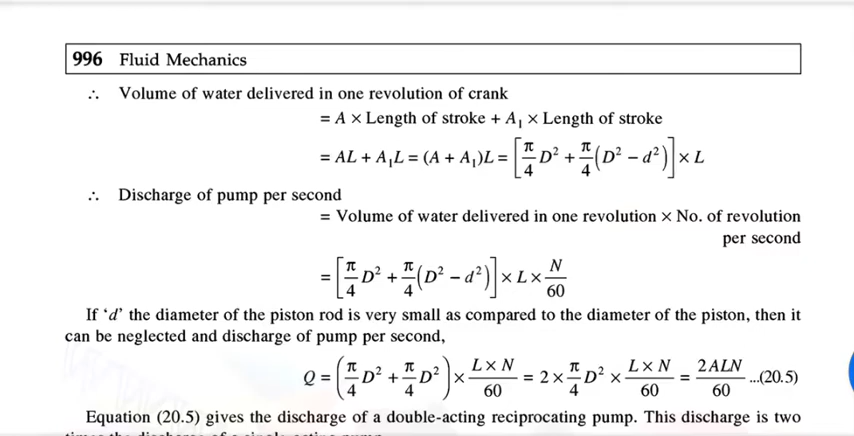 996 Fluid Mechanics
∴ Volume of water delivered in one revolution of crank
= A × Length of stroke + A₁ × Length of stroke
= AL + A₁L = (A + A₁)L = [π/4 D² + π/4 (D² – d²)] × L
∴ Discharge of pump per second
= Volume of water delivered in one revolution × No. of revolution
per second
= [π/4 D² + π/4 (D² – d²)] × L × N/60
If ‘d’ the diameter of the piston rod is very small as compared to the diameter of the piston, then it
can be neglected and discharge of pump per second,
Q = (π/4 D² + π/4 D²) × L × N/60 = 2 × π/4 D² × L × N/60 = 2ALN/60 ...(20.5)
Equation (20.5) gives the discharge of a double-acting reciprocating pump. This discharge is two